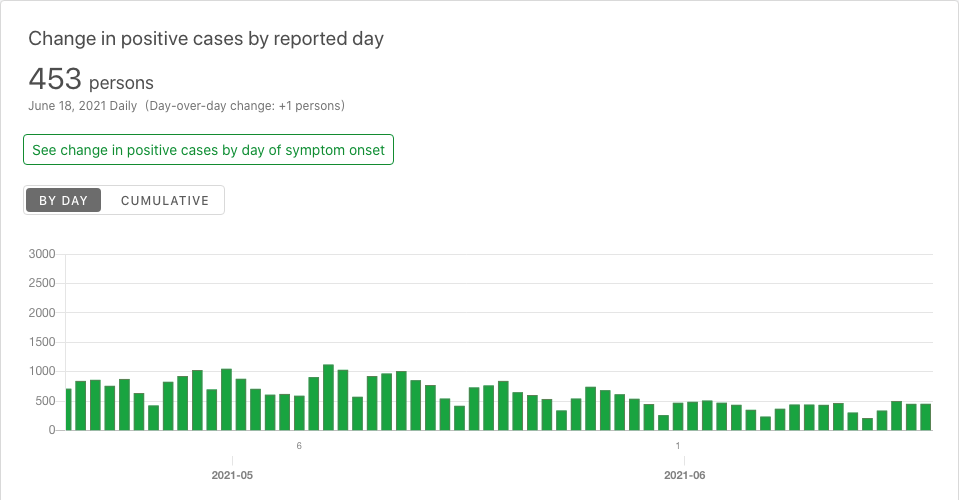 Change in positive cases by reported day
453 persons
June 18, 2021 Daily (Day-over-day change: +1 persons)
See change in positive cases by day of symptom onset
BY DAY CUMULATIVE
3000
2500
2000
1500
1000
500
0
6 1
2021-05 2021-06